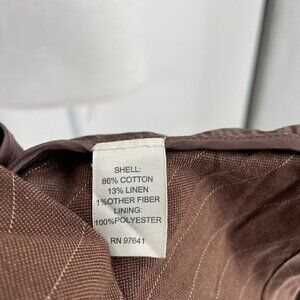 SHELL:
86% COTTON
13% LINEN
1%OTHER FIBER
LINING:
100%POLYESTER
RN 97641